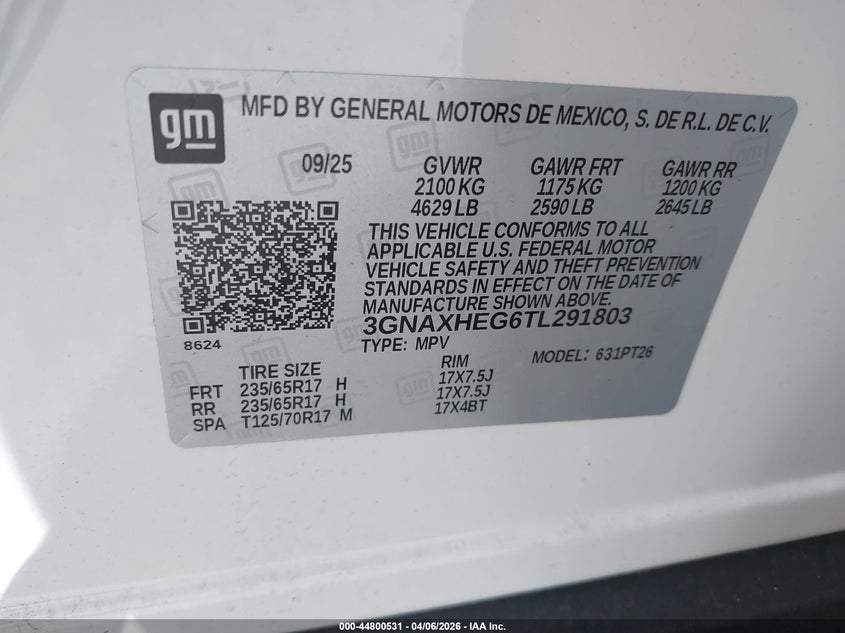 gm MFD BY GENERAL MOTORS DE MEXICO, S. DE R.L. DE C.V.
09/25 GVWR GAWR FRT GAWR RR
2100 KG 1175 KG 1200 KG
4629 LB 2590 LB 2645 LB
THIS VEHICLE CONFORMS TO ALL
APPLICABLE U.S. FEDERAL MOTOR
VEHICLE SAFETY AND THEFT PREVENTION
STANDARDS IN EFFECT ON THE DATE OF
MANUFACTURE SHOWN ABOVE.
3GNAXHEG6TL291803
8624 TYPE: MPV MODEL: 631PT26
TIRE SIZE RIM
FRT 235/65R17 H 17X7.5J
RR 235/65R17 H 17X7.5J
SPA T125/70R17 M 17X4BT
000-44800531 - 04/06/2026 - IAA Inc.